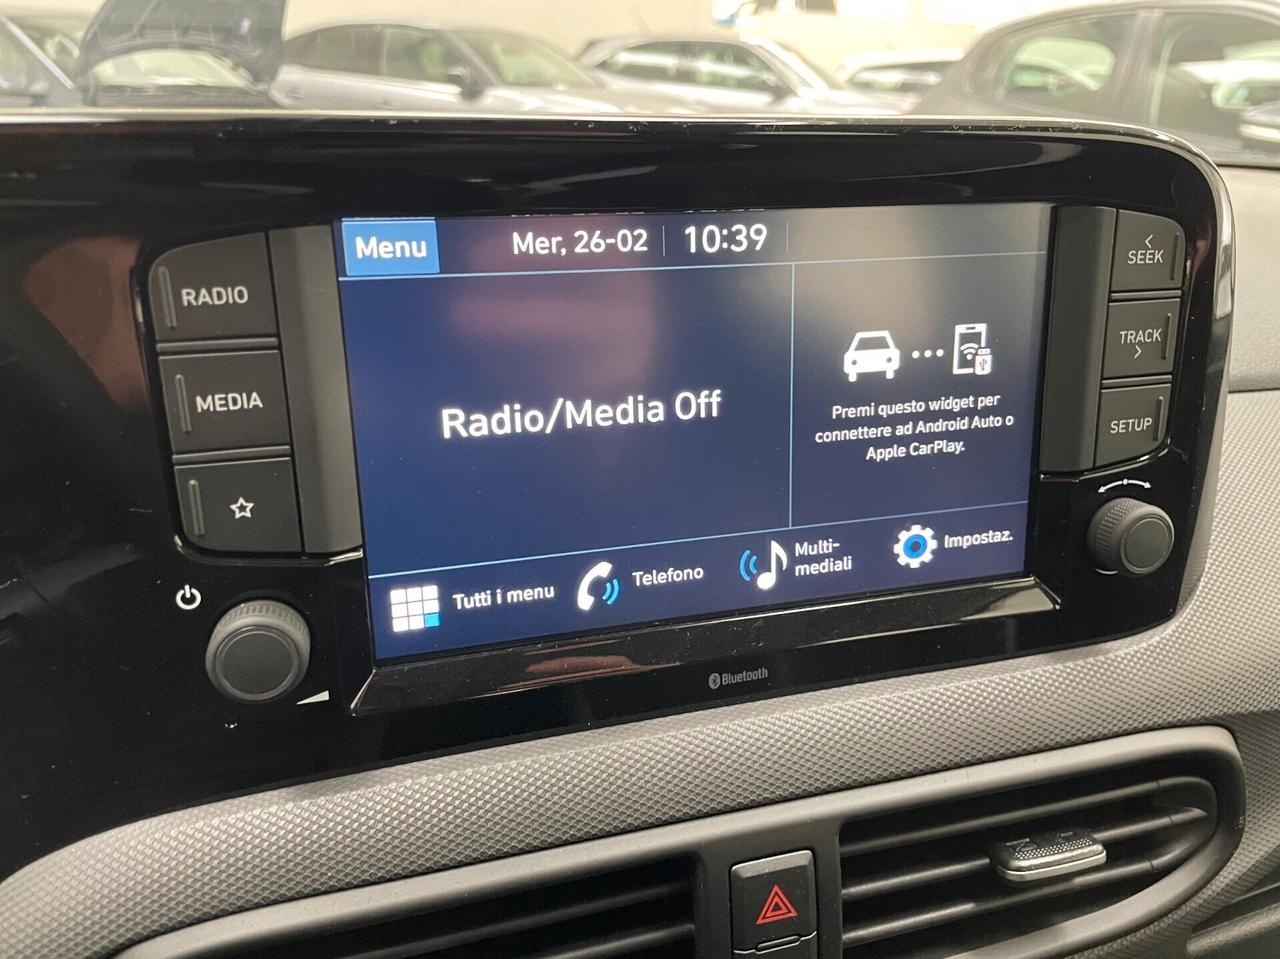 Menu
Mer, 26-02
10:39
RADIO
MEDIA
Radio/Media Off
Premi questo widget per
connettere ad Android Auto o
Apple CarPlay.
Tutti i menu
Telefono
Multi-
mediali
Impostaz.
SEEK
TRACK
SETUP
Bluetooth